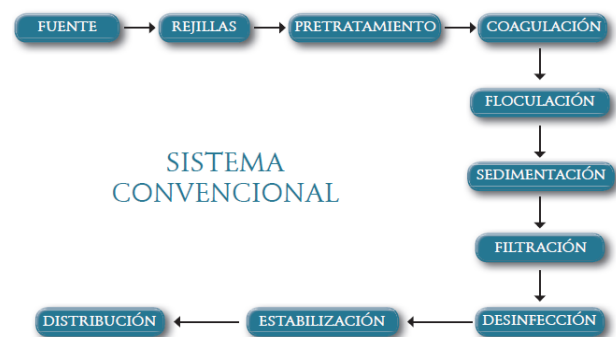 FUENTE
REJILLAS
PRETRATAMIENTO
COAGULACIÓN
FLOCULACIÓN
SEDIMENTACIÓN
FILTRACIÓN
DESINFECCIÓN
ESTABILIZACIÓN
DISTRIBUCIÓN
SISTEMA
CONVENCIONAL